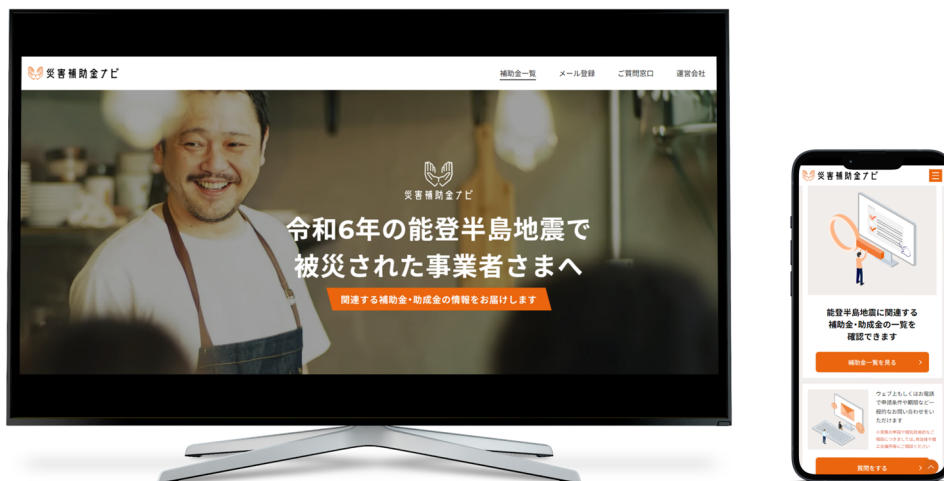 災害補助金ナビ
補助金一覧
メール登録
ご質問窓口
運営会社
災害補助金ナビ
令和6年の能登半島地震で
被災された事業者さまへ
関連する補助金・助成金の情報をお届けします
災害補助金ナビ
能登半島地震に関連する
補助金・助成金の一覧を
確認できます
補助金一覧を見る
ウェブ上もしくはお電話
で申請条件や期間など一
般的なお問い合わせをい
ただけます
質問をする